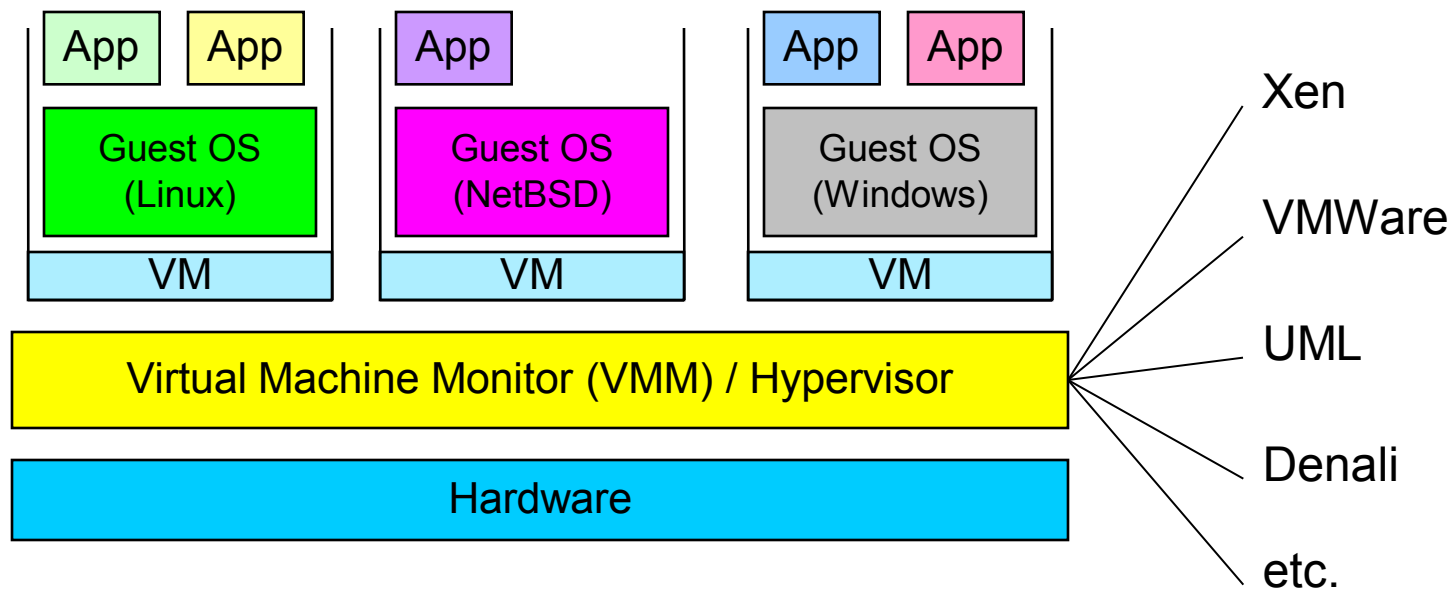 App
App
App
App
App
Guest OS
(Linux)
Guest OS
(NetBSD)
Guest OS
(Windows)
VM
VM
VM
Virtual Machine Monitor (VMM) / Hypervisor
Hardware
Xen
VMWare
UML
Denali
etc.